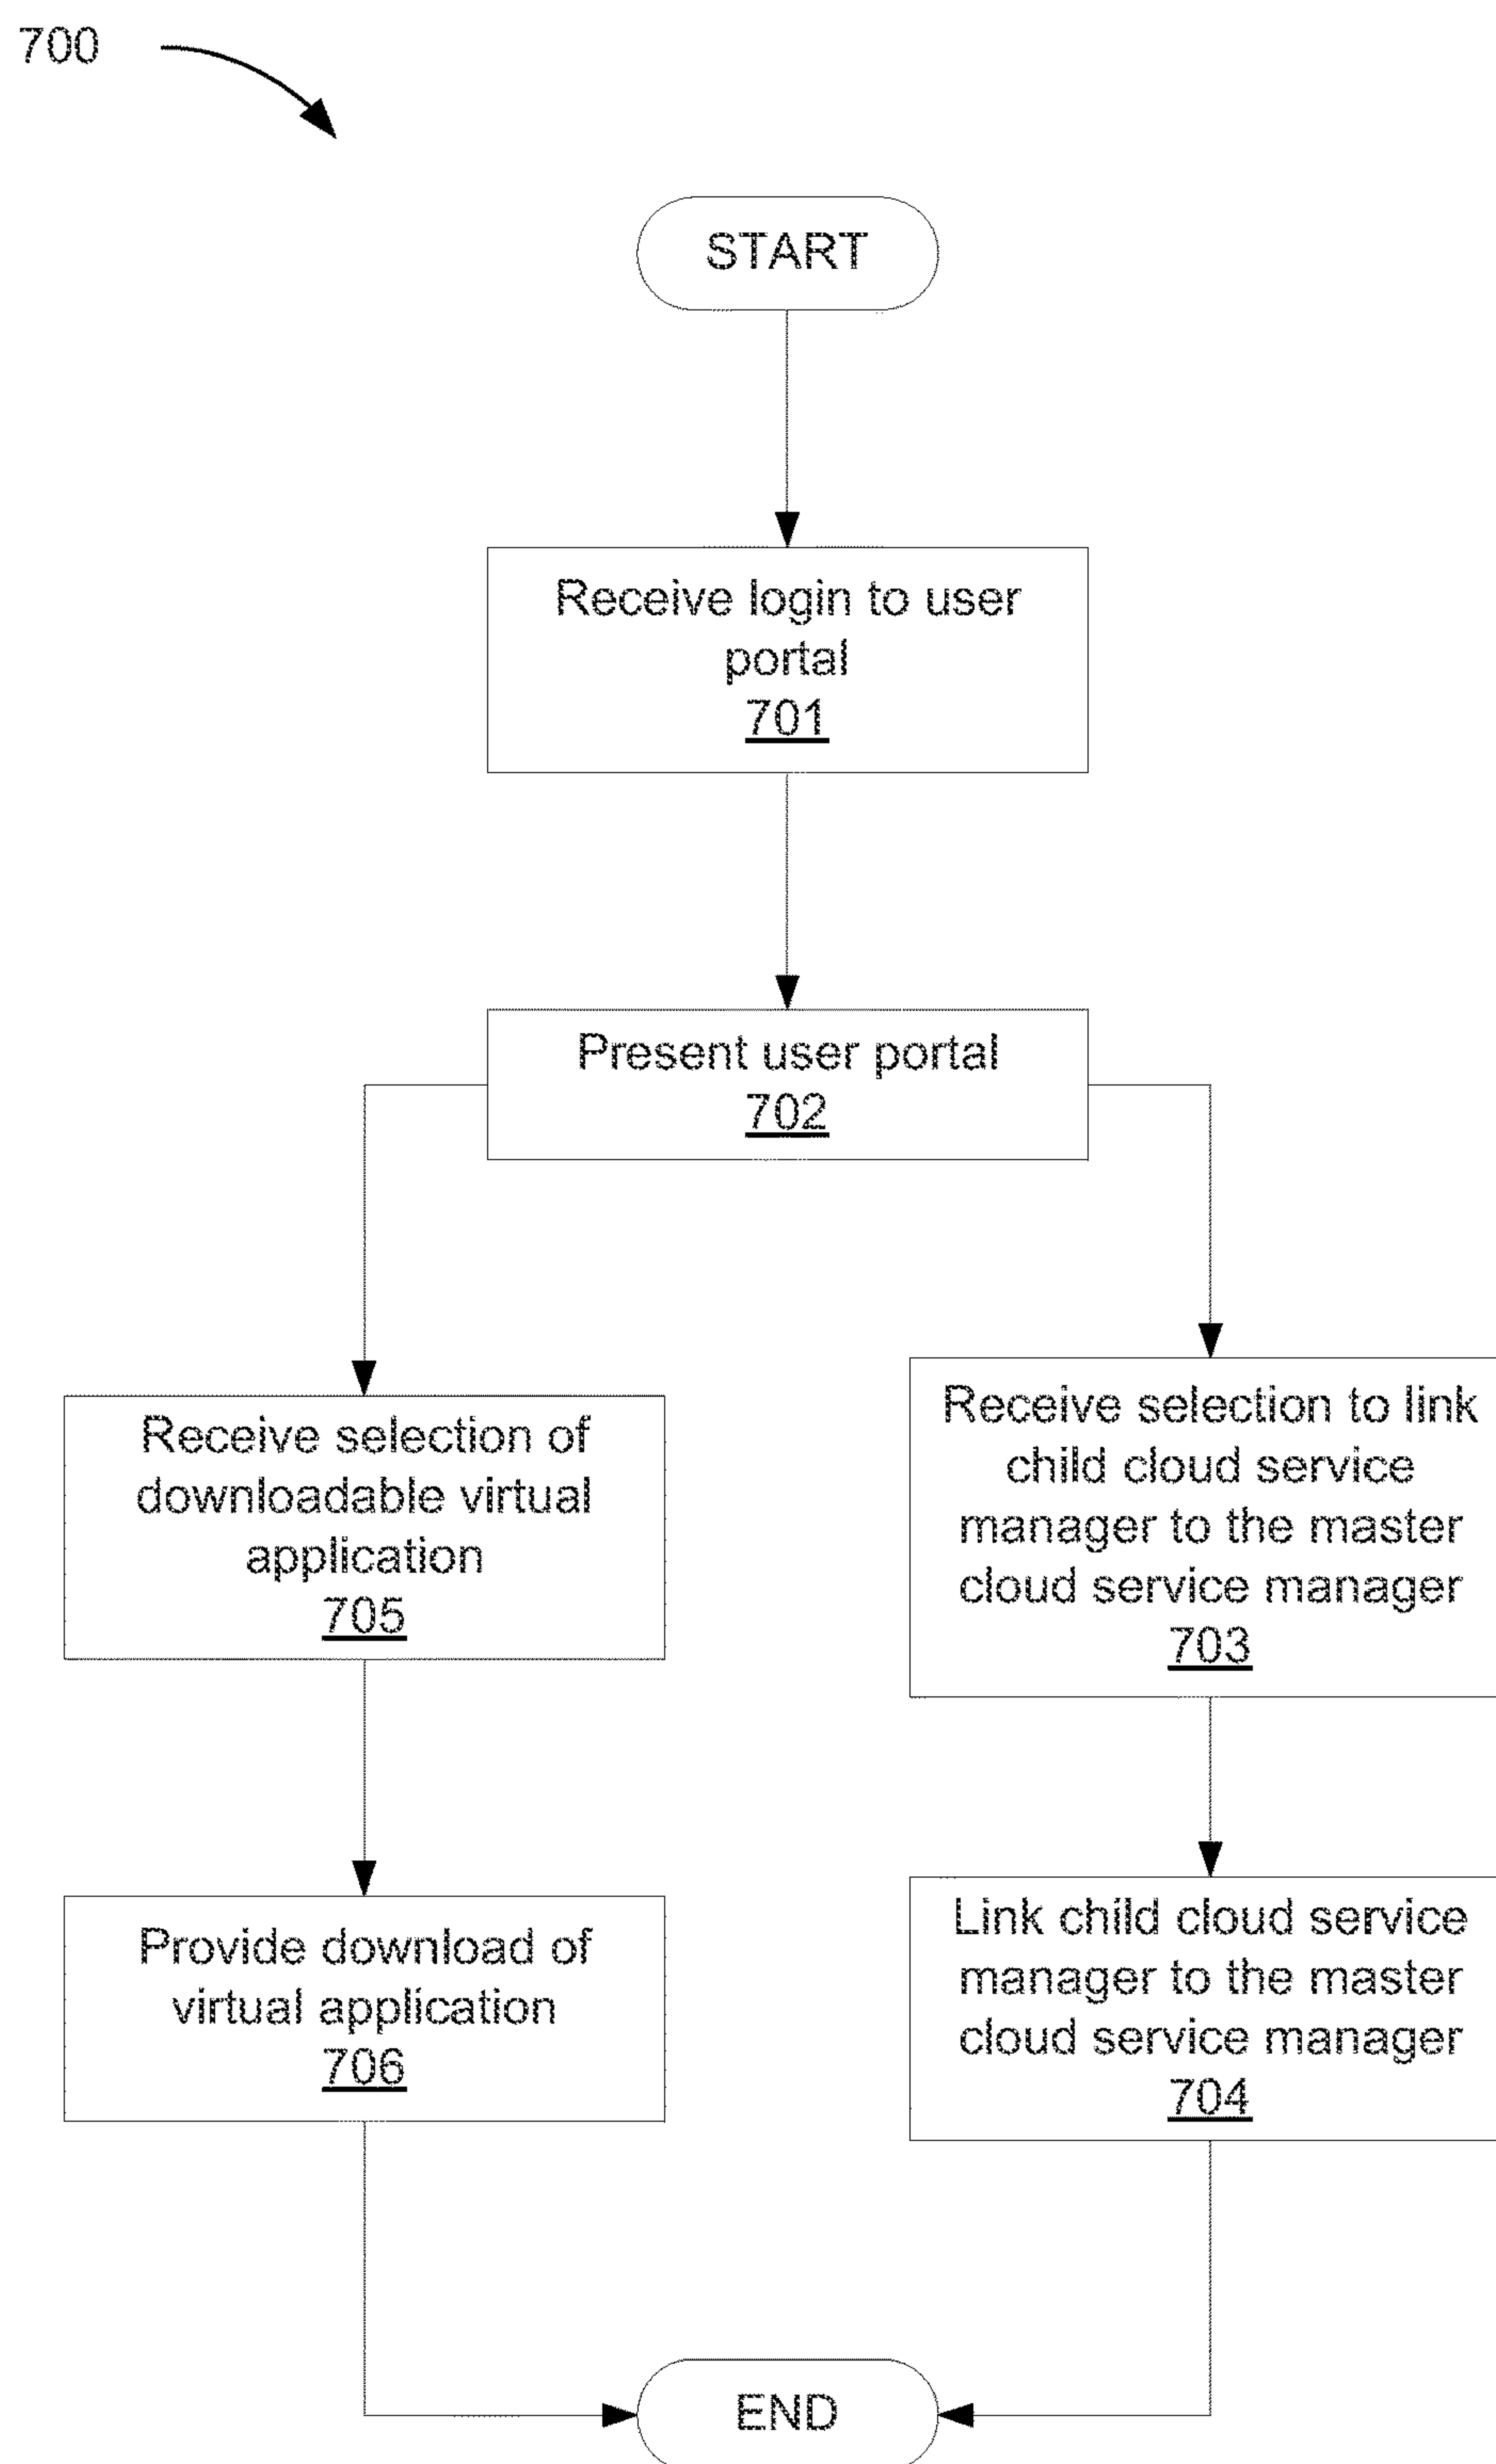 700
START
Receive login to user
portal
701
Present user portal
702
Receive selection of
downloadable virtual
application
705
Receive selection to link
child cloud service
manager to the master
cloud service manager
703
Provide download of
virtual application
706
Link child cloud service
manager to the master
cloud service manager
704
END